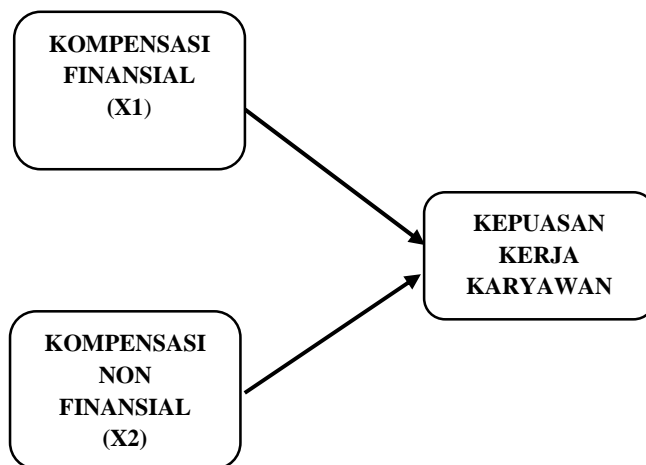 KOMPENSASI
FINANSIAL
(X1)
KEPUASAN
KERJA
KARYAWAN
KOMPENSASI
NON
FINANSIAL
(X2)